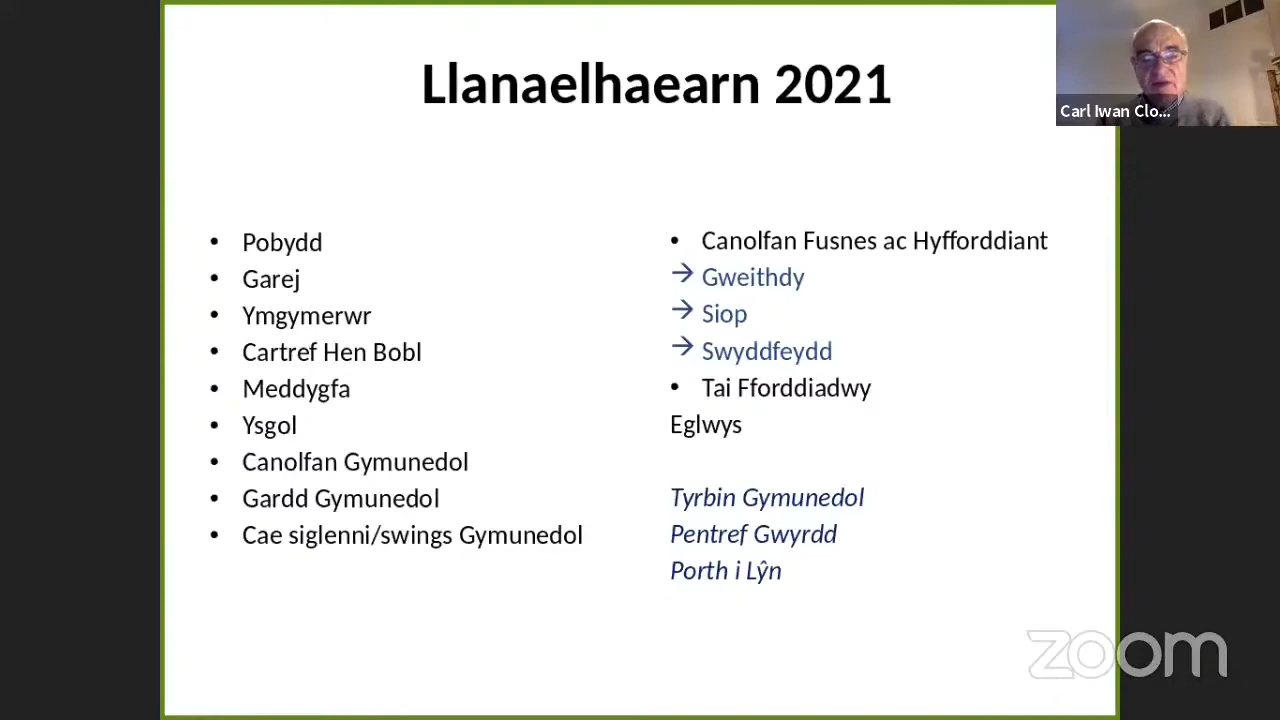 Llanaelhaearn 2021
Carl Iwan Clo...
• Pobydd
• Garej
• Ymgymerwr
• Cartref Hen Bobl
• Meddygfa
• Ysgol
• Canolfan Gymunedol
• Gardd Gymunedol
• Cae siglenni/swings Gymunedol
• Canolfan Fusnes ac Hyfforddiant
→ Gweithdy
→ Siop
→ Swyddfeydd
• Tai Fforddiadwy
Eglwys
Tyrbin Gymunedol
Pentref Gwyrdd
Porth i Lŷn
zoom